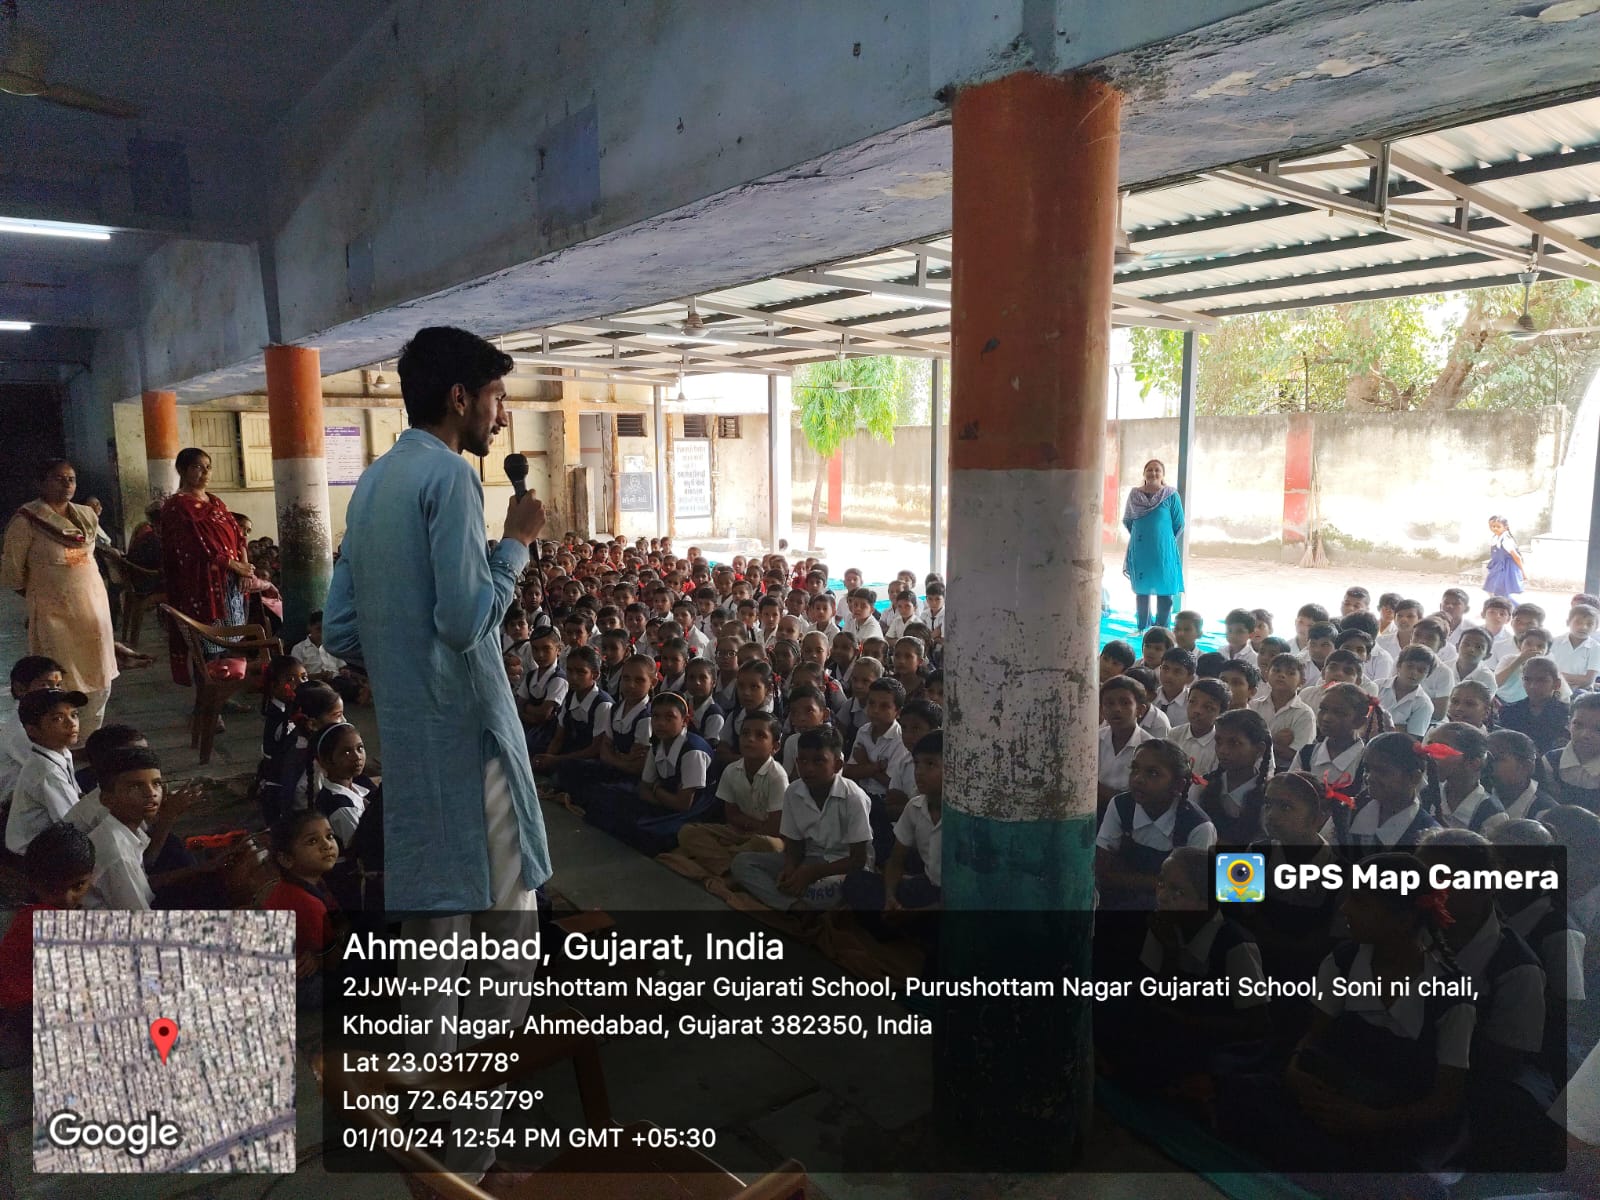 GPS Map Camera
Ahmedabad, Gujarat, India
2JJW+P4C Purushottam Nagar Gujarati School, Purushottam Nagar Gujarati School, Soni ni chali,
Khodiar Nagar, Ahmedabad, Gujarat 382350, India
Lat 23.031778°
Long 72.645279°
01/10/24 12:54 PM GMT +05:30
Google